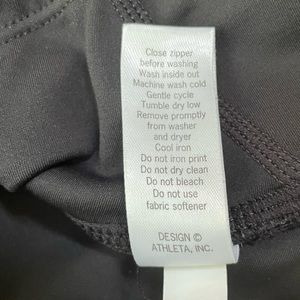 Close zipper
before washing
Wash inside out
Machine wash cold
Gentle cycle
Tumble dry low
Remove promptly
from washer
and dryer
Cool iron
Do not iron print
Do not dry clean
Do not bleach
Do not use
fabric softener
DESIGN ©
ATHLETA, INC.